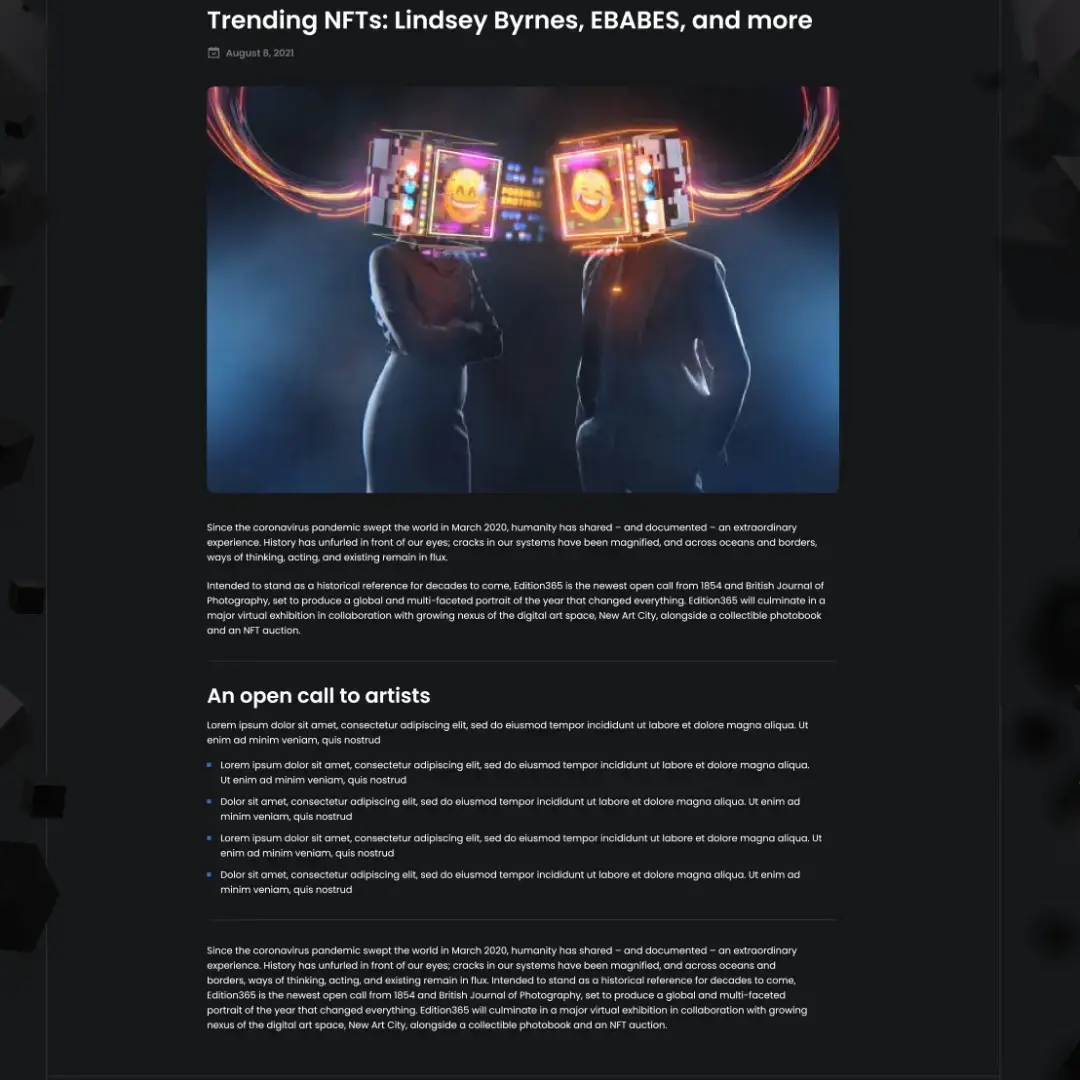 Trending NFTs: Lindsey Byrnes, EBABES, and more
August 8, 2021
POSSIBLE
EMOTIONS
Since the coronavirus pandemic swept the world in March 2020, humanity has shared – and documented – an extraordinary
experience. History has unfurled in front of our eyes; cracks in our systems have been magnified, and across oceans and borders,
ways of thinking, acting, and existing remain in flux.
Intended to stand as a historical reference for decades to come, Edition365 is the newest open call from 1854 and British Journal of
Photography, set to produce a global and multi-faceted portrait of the year that changed everything. Edition365 will culminate in a
major virtual exhibition in collaboration with growing nexus of the digital art space, New Art City, alongside a collectible photobook
and an NFT auction.
An open call to artists
Lorem ipsum dolor sit amet, consectetur adipiscing elit, sed do eiusmod tempor incididunt ut labore et dolore magna aliqua. Ut
enim ad minim veniam, quis nostrud
Lorem ipsum dolor sit amet, consectetur adipiscing elit, sed do eiusmod tempor incididunt ut labore et dolore magna aliqua.
Ut enim ad minim veniam, quis nostrud
Dolor sit amet, consectetur adipiscing elit, sed do eiusmod tempor incididunt ut labore et dolore magna aliqua. Ut enim ad
minim veniam, quis nostrud
Lorem ipsum dolor sit amet, consectetur adipiscing elit, sed do eiusmod tempor incididunt ut labore et dolore magna aliqua. Ut
enim ad minim veniam, quis nostrud
Dolor sit amet, consectetur adipiscing elit, sed do eiusmod tempor incididunt ut labore et dolore magna aliqua. Ut enim ad
minim veniam, quis nostrud
Since the coronavirus pandemic swept the world in March 2020, humanity has shared – and documented – an extraordinary
experience. History has unfurled in front of our eyes; cracks in our systems have been magnified, and across oceans and
borders, ways of thinking, acting, and existing remain in flux. Intended to stand as a historical reference for decades to come,
Edition365 is the newest open call from 1854 and British Journal of Photography, set to produce a global and multi-faceted
portrait of the year that changed everything. Edition365 will culminate in a major virtual exhibition in collaboration with growing
nexus of the digital art space, New Art City, alongside a collectible photobook and an NFT auction.